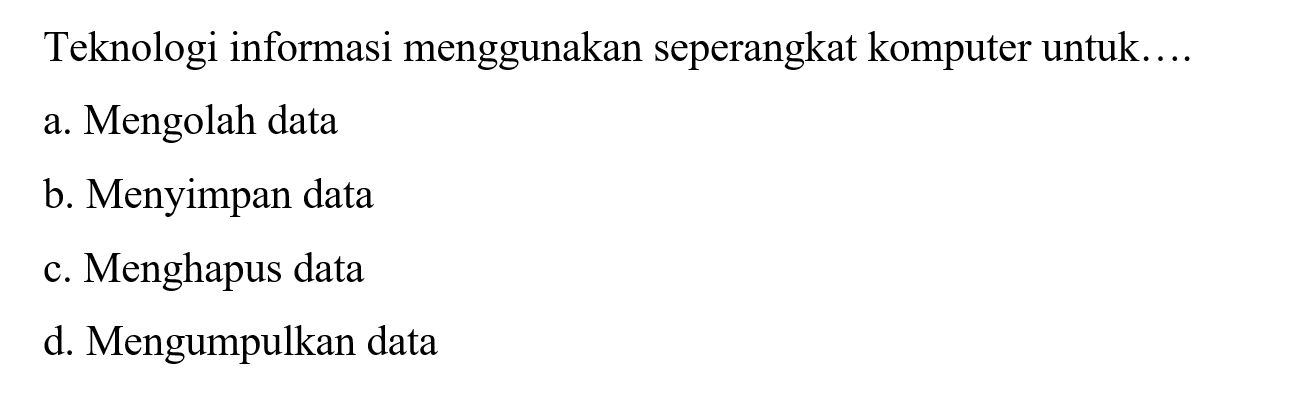 Teknologi informasi menggunakan seperangkat komputer untuk….
a. Mengolah data
b. Menyimpan data
c. Menghapus data
d. Mengumpulkan data